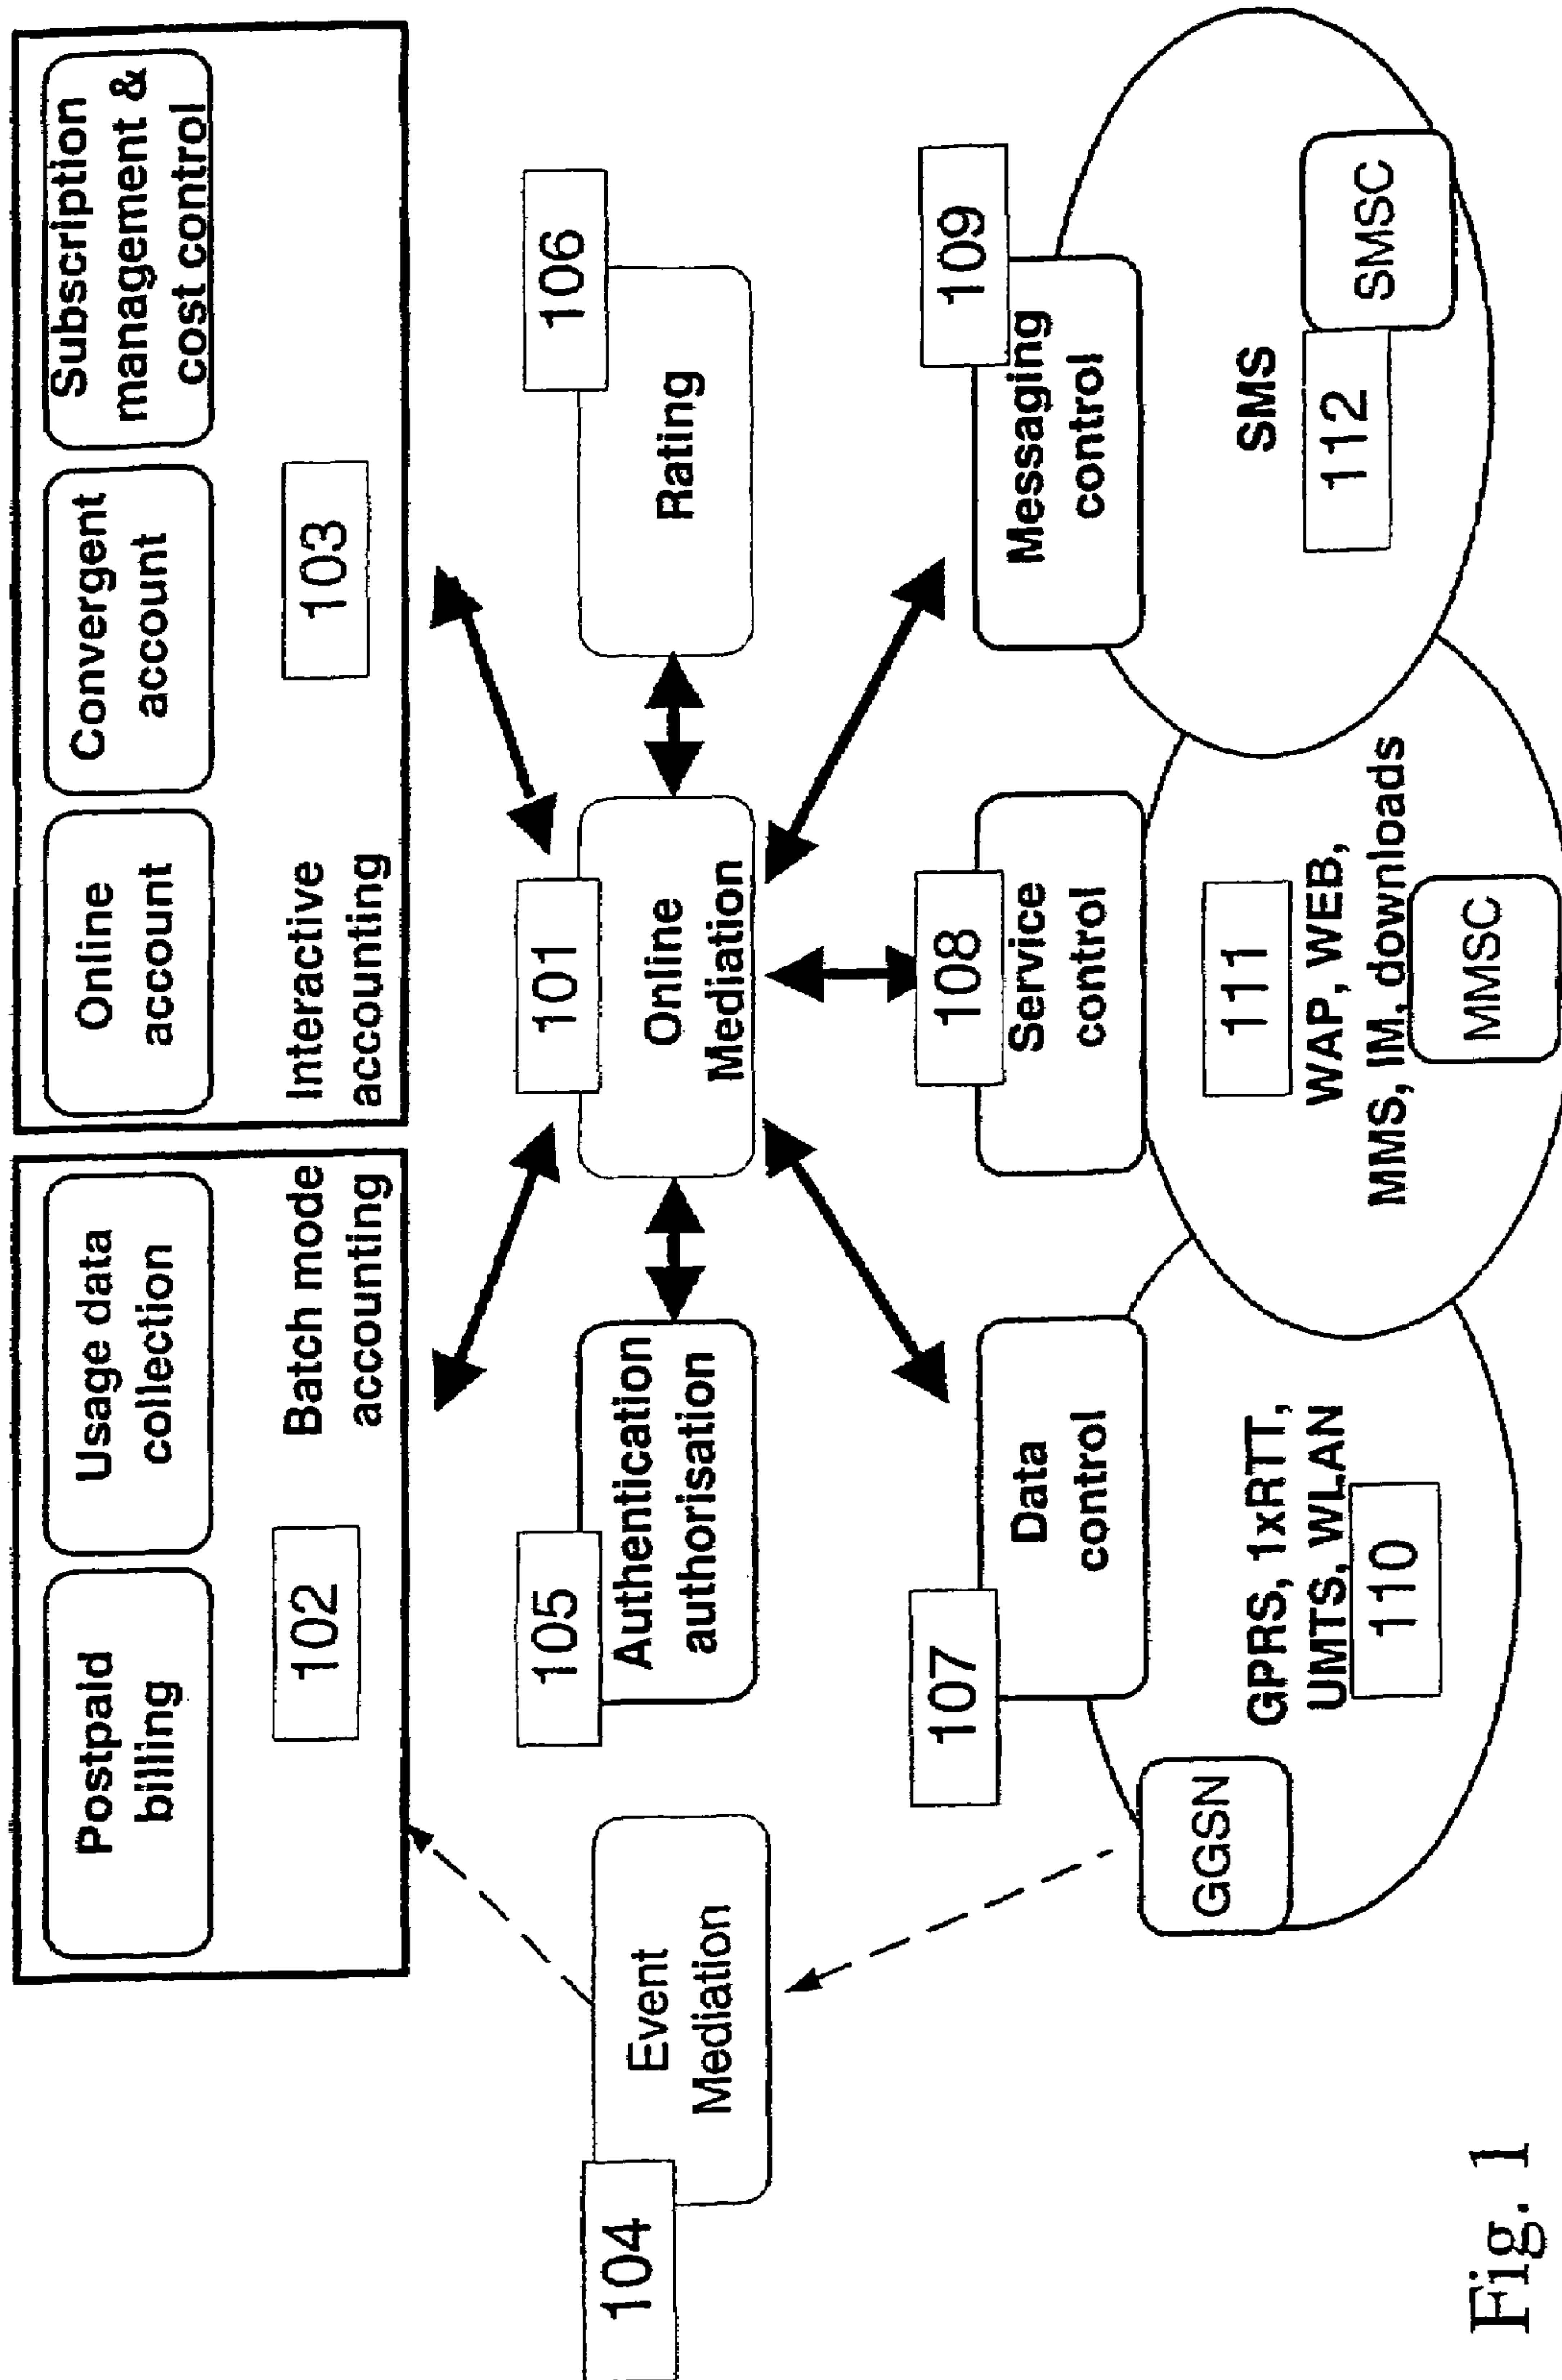 Postpaid
billing
Usage data
collection
102
Batch mode
accounting
Online
account
Convergent
account
Subscription
management &
cost control
103
Interactive
accounting
104
Event
Mediation
105
Authentication
authorisation
101
Online
Mediation
106
Rating
107
Data
control
108
Service
control
109
Messaging
control
GGSN
GPRS, 1xRTT,
UMTS, WLAN
110
111
WAP, WEB,
MMS, IM, downloads
MMSC
SMS
112
SMSC
Fig. 1